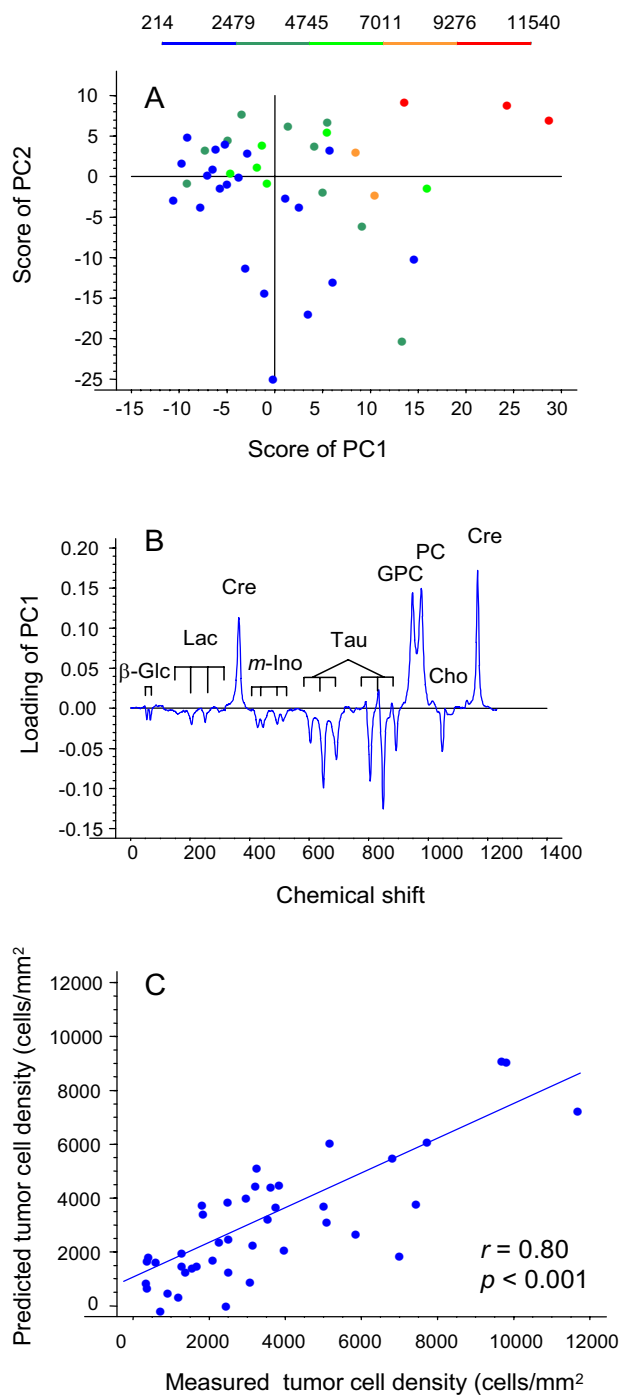 214 2479 4745 7011 9276 11540
A
10
5
0
-5
-10
-15
-20
-25
Score of PC2
-15 -10 -5 0 5 10 15 20 25 30
Score of PC1
B
0.20
0.15
0.10
0.05
0.00
-0.05
-0.10
-0.15
Loading of PC1
β-Glc Lac Cre m-Ino Tau GPC PC Cho Cre
0 200 400 600 800 1000 1200 1400
Chemical shift
C
12000
10000
8000
6000
4000
2000
0
Predicted tumor cell density (cells/mm²
r = 0.80
p < 0.001
0 2000 4000 6000 8000 10000 12000
Measured tumor cell density (cells/mm²